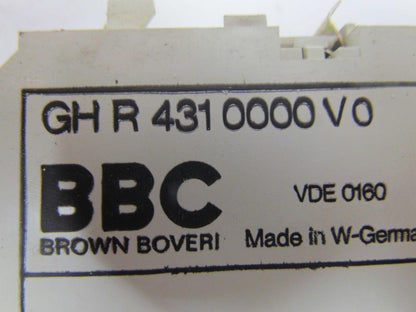 GH R 431 0000 V 0
BBC
VDE 0160
BROWN BOVERI Made in W-Germa